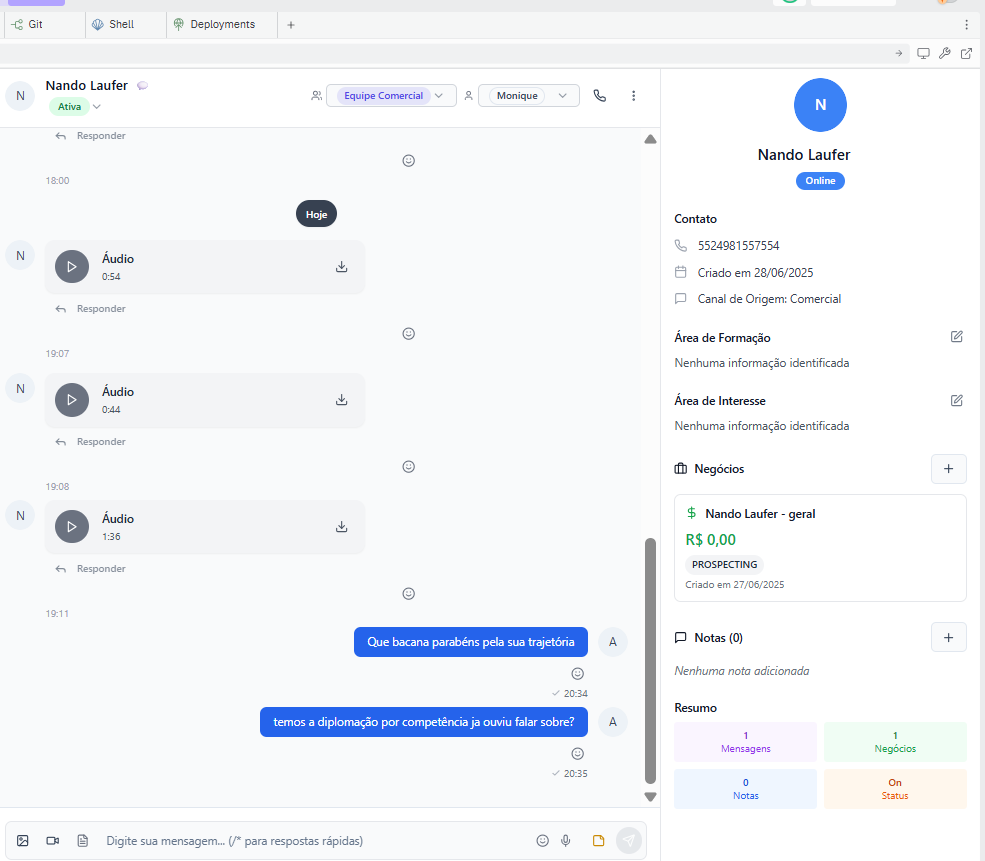 Git
Shell
Deployments
N
Nando Laufer
Ativa
Equipe Comercial
Monique
Responder
18:00
Hoje
N
Áudio
0:54
Responder
19:07
N
Áudio
0:44
Responder
19:08
N
Áudio
1:36
Responder
19:11
Que bacana parabéns pela sua trajetória
A
20:34
temos a diplomação por competência ja ouviu falar sobre?
A
20:35
Digite sua mensagem... (/* para respostas rápidas)
N
Nando Laufer
Online
Contato
5524981557554
Criado em 28/06/2025
Canal de Origem: Comercial
Área de Formação
Nenhuma informação identificada
Área de Interesse
Nenhuma informação identificada
Negócios
Nando Laufer - geral
R$ 0,00
PROSPECTING
Criado em 27/06/2025
Notas (0)
Nenhuma nota adicionada
Resumo
1
Mensagens
1
Negócios
0
Notas
On
Status